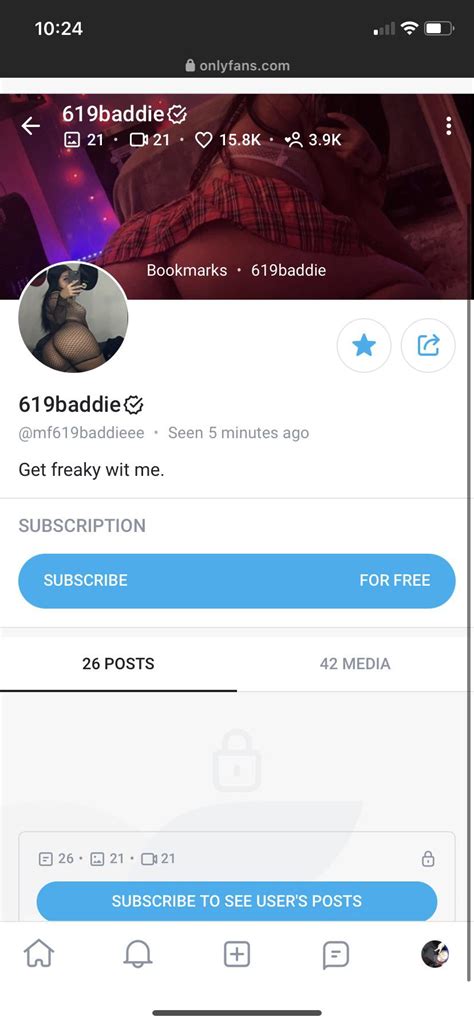 10:24
onlyfans.com
619baddie
21 · 21 · 15.8K · 3.9K
Bookmarks · 619baddie
619baddie
@mf619baddieee · Seen 5 minutes ago
Get freaky wit me.
SUBSCRIPTION
SUBSCRIBE FOR FREE
26 POSTS 42 MEDIA
26 · 21 · 21
SUBSCRIBE TO SEE USER'S POSTS